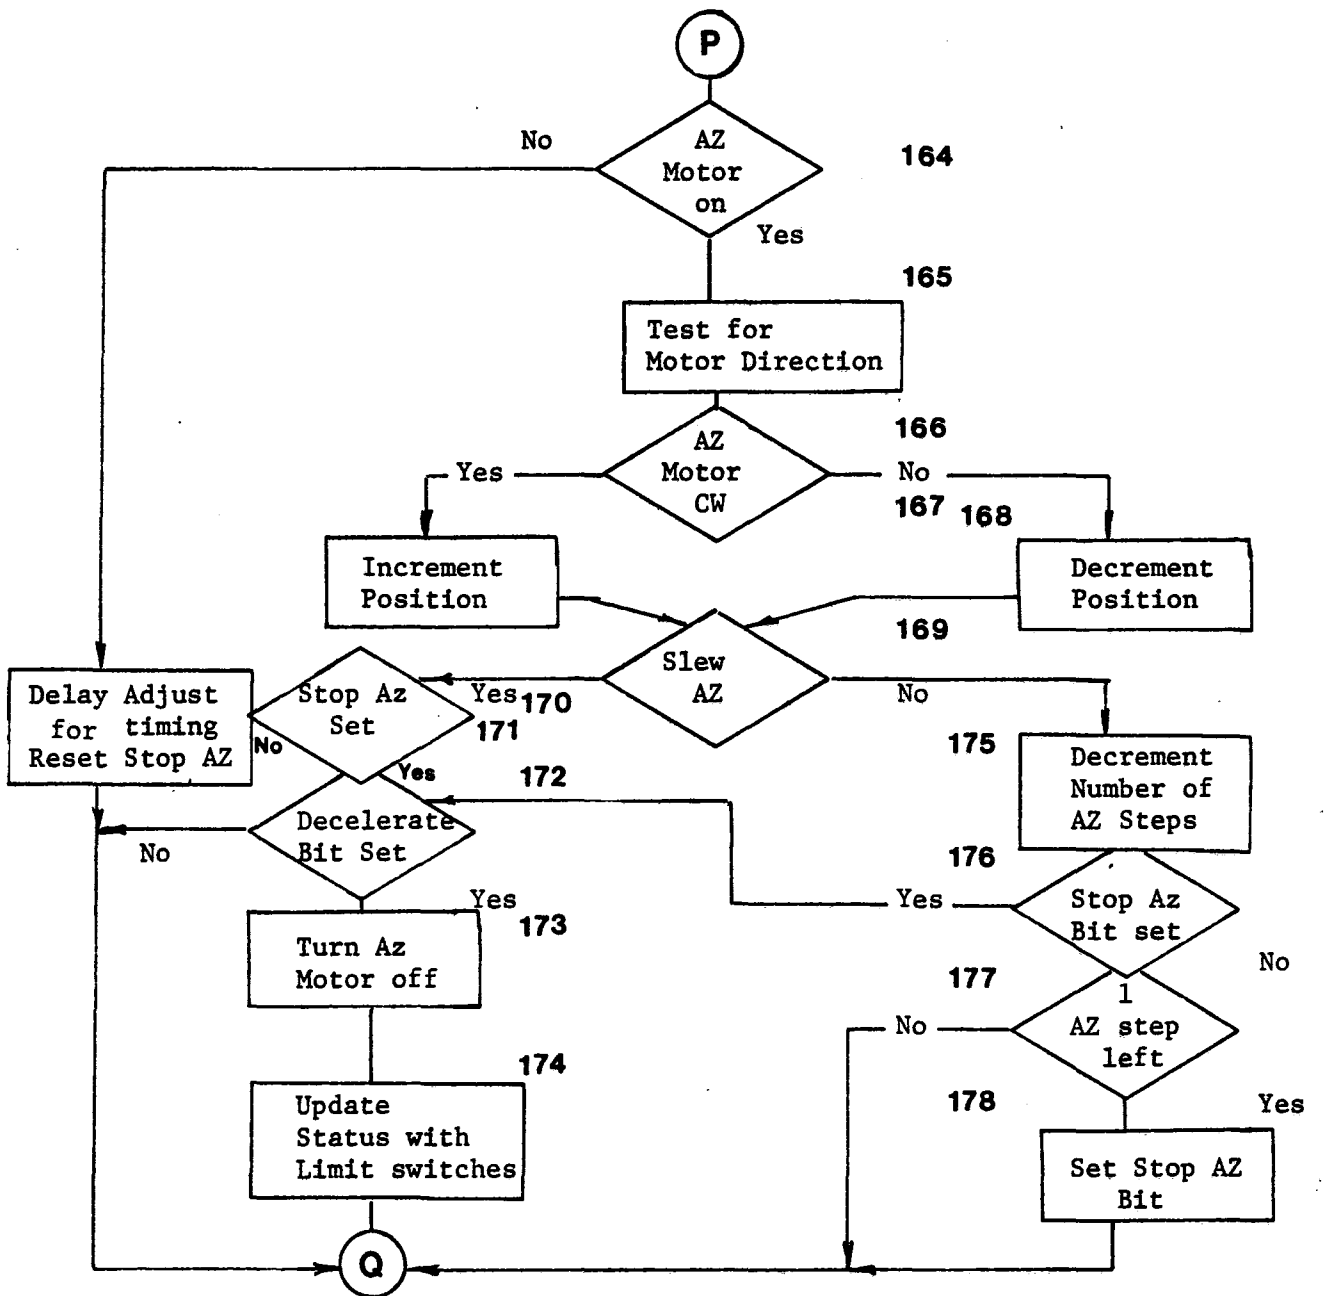 P
No
AZ
Motor
on
164
Yes
165
Test for
Motor Direction
166
AZ
Motor
CW
Yes
No
167 168
Increment
Position
Decrement
Position
169
Slew
AZ
Yes 170
No
Stop Az
Set
171
Delay Adjust
for timing
Reset Stop AZ
No
Yes
172
175
Decrement
Number of
AZ Steps
Decelerate
Bit Set
No
176
Yes
Yes
Stop Az
Bit set
173
Turn Az
Motor off
No
177
1
AZ step
left
No
174
178
Yes
Update
Status with
Limit switches
Set Stop AZ
Bit
Q